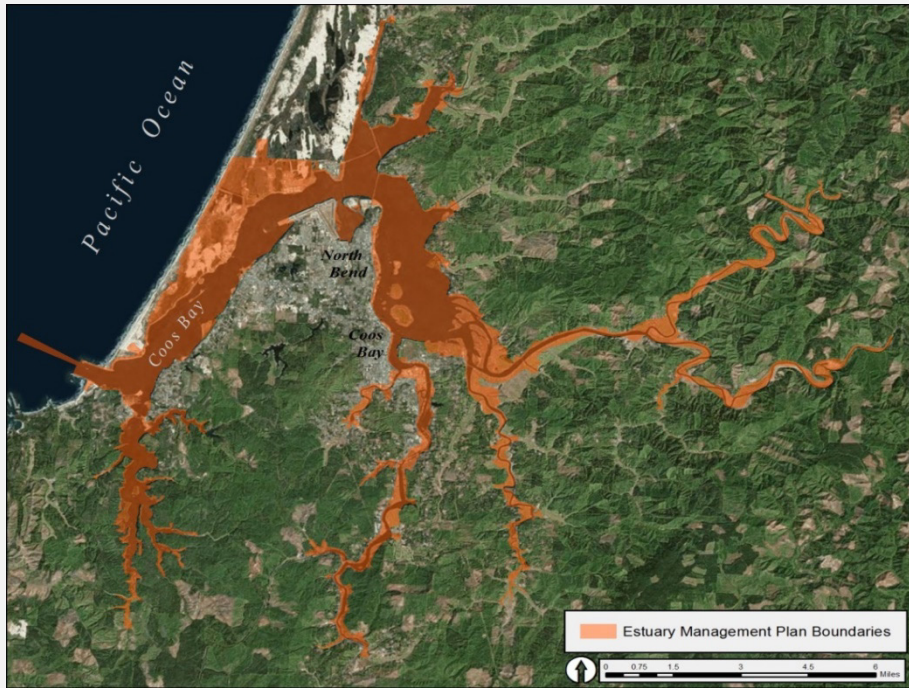 Pacific Ocean
North
Bend
Coos Bay
Coos
Bay
Estuary Management Plan Boundaries
0 0.75 1.5 3 4.5 6
Miles